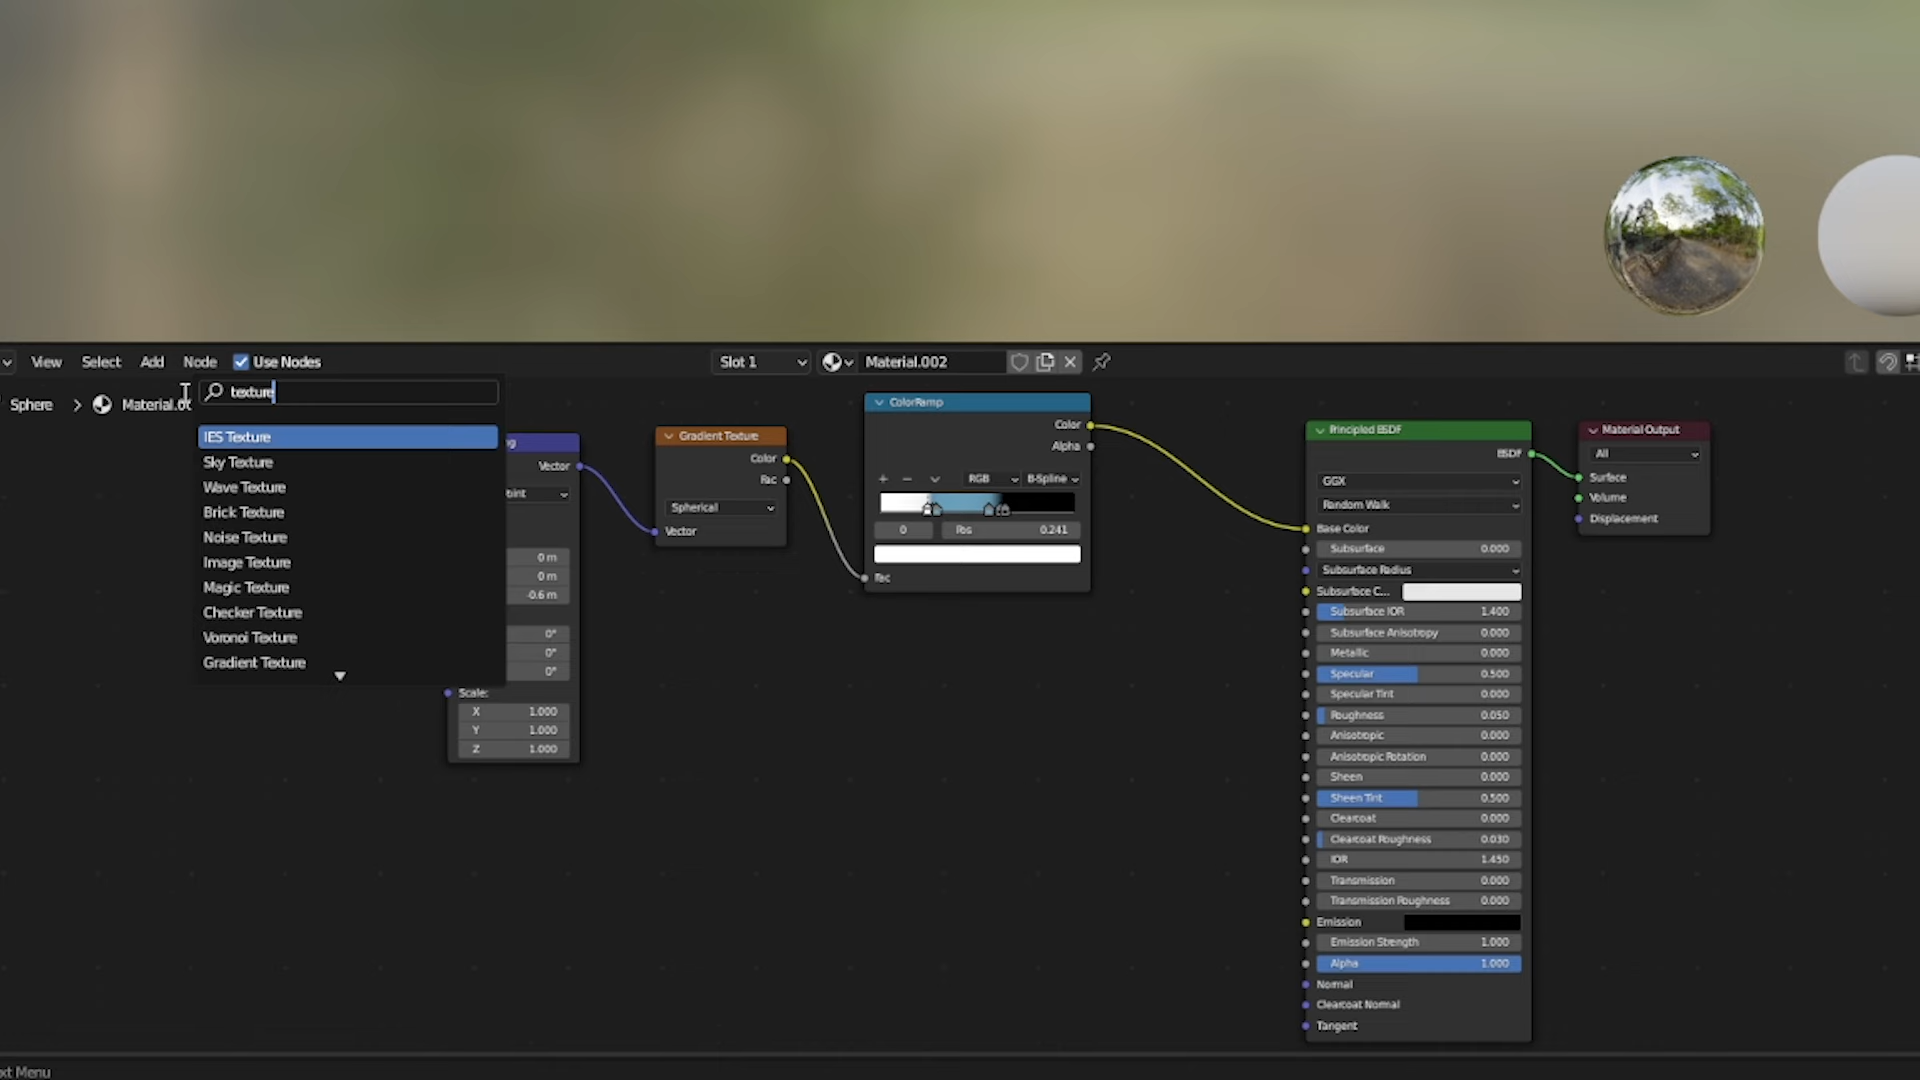 View Select Add Node Use Nodes Slot 1 Material.002
Sphere > Material.00
texture
IES Texture
Sky Texture
Wave Texture
Brick Texture
Noise Texture
Image Texture
Magic Texture
Checker Texture
Voronoi Texture
Gradient Texture
Vector
0 m
0 m
-0.6 m
0°
0°
0°
Scale:
X 1.000
Y 1.000
Z 1.000
Gradient Texture
Color
Fac
Spherical
Vector
ColorRamp
Color
Alpha
+ − RGB B-Spline
0 Pos 0.241
Fac
Principled BSDF
BSDF
GGX
Random Walk
Base Color
Subsurface 0.000
Subsurface Radius
Subsurface C...
Subsurface IOR 1.400
Subsurface Anisotropy 0.000
Metallic 0.000
Specular 0.500
Specular Tint 0.000
Roughness 0.050
Anisotropic 0.000
Anisotropic Rotation 0.000
Sheen 0.000
Sheen Tint 0.500
Clearcoat 0.000
Clearcoat Roughness 0.030
IOR 1.450
Transmission 0.000
Transmission Roughness 0.000
Emission
Emission Strength 1.000
Alpha 1.000
Normal
Clearcoat Normal
Tangent
Material Output
All
Surface
Volume
Displacement
xt Menu